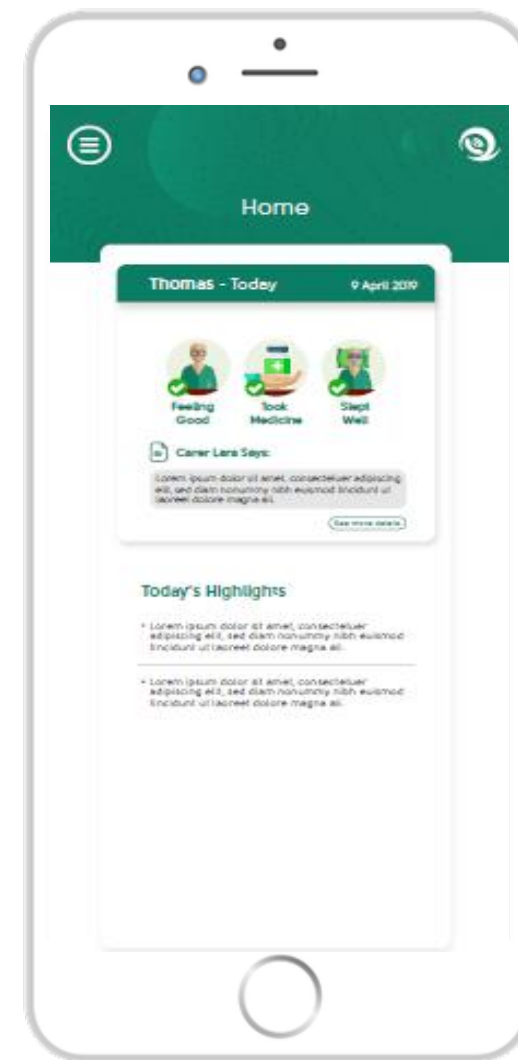 Home
Thomas - Today 9 April 2019
Feeling Took Slept
Good Medicine Well
Carer Lara Says:
Lorem ipsum dolor sit amet, consectetuer adipiscing
elit, sed diam nonummy nibh euismod tincidunt ut
laoreet dolore magna ali.
See more details
Today's Highlights
• Lorem ipsum dolor sit amet, consectetuer
adipiscing elit, sed diam nonummy nibh euismod
tincidunt ut laoreet dolore magna ali.
• Lorem ipsum dolor sit amet, consectetuer
adipiscing elit, sed diam nonummy nibh euismod
tincidunt ut laoreet dolore magna ali.